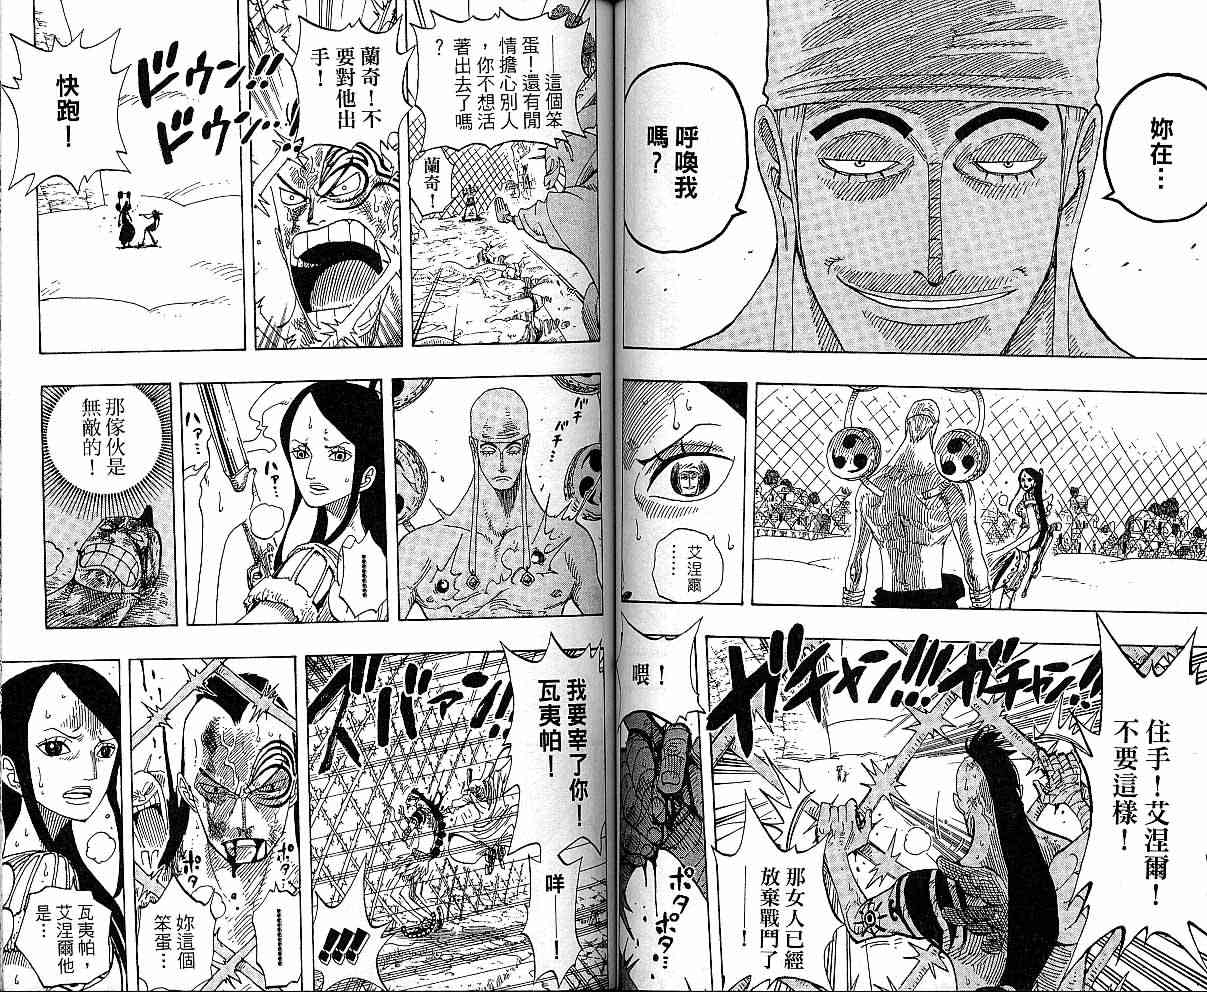 妳在…
呼喚我
嗎？
艾涅爾
……
住手！艾涅爾！
不要這樣！
ガチャン!!
ガチャン!!!
那女人已經
放棄戰鬥了
——！
喂！
ポタ
ポタ…
——這個笨
蛋！還有閒
情擔心別人
，你不想活
著出去了嗎
？
蘭奇！
蘭奇！不
要對他出
手！
ドウン!!
ドウン…!
快跑！
バチ
バチ…
…………
ハァ…
ハァ…
那傢伙是
無敵的！
我要宰了你！
瓦夷帕！
咩——！
ズバァン!!
!!!
…………
ポタ
ポタ
妳這個
笨蛋…
瓦夷帕，
艾涅爾他
是…